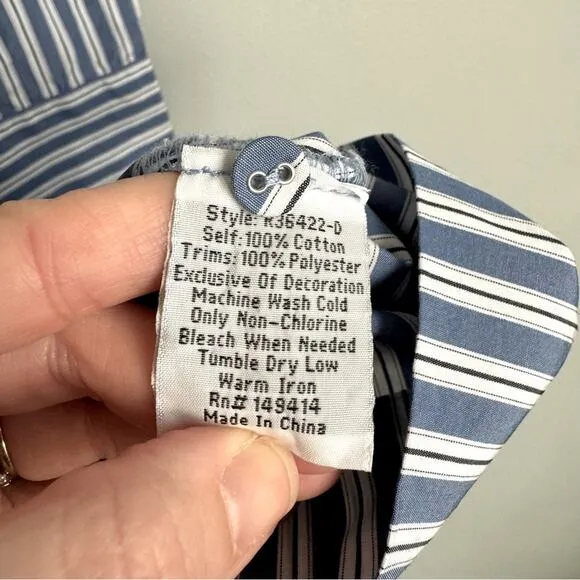 Style: R36422-D
Self: 100% Cotton
Trims: 100% Polyester
Exclusive Of Decoration
Machine Wash Cold
Only Non-Chlorine
Bleach When Needed
Tumble Dry Low
Warm Iron
Rn# 149414
Made In China